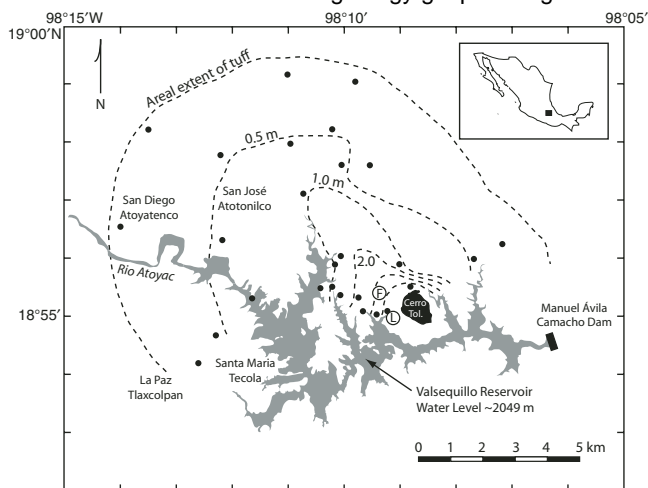 98°15'W
98°10'
98°05'
19°00'N
Areal extent of tuff
N
0.5 m
1.0 m
San Diego
Atoyatenco
San José
Atotonilco
Rio Atoyac
2.0
F
Cerro
Tol.
L
18°55'
Manuel Ávila
Camacho Dam
Santa Maria
Tecola
La Paz
Tlaxcolpan
Valsequillo Reservoir
Water Level ~2049 m
0 1 2 3 4 5 km